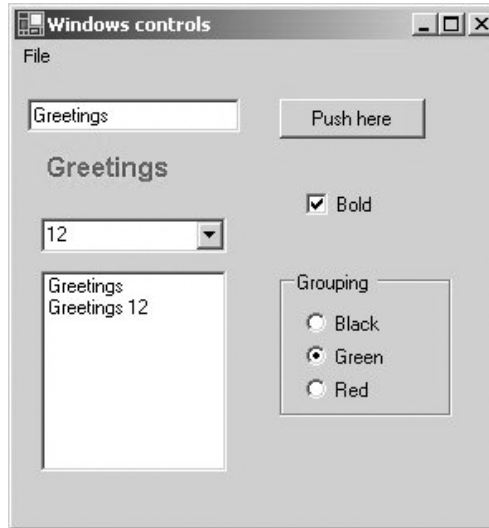 Windows controls
File
Greetings
Push here
Greetings
Bold
12
Greetings
Greetings 12
Grouping
Black
Green
Red